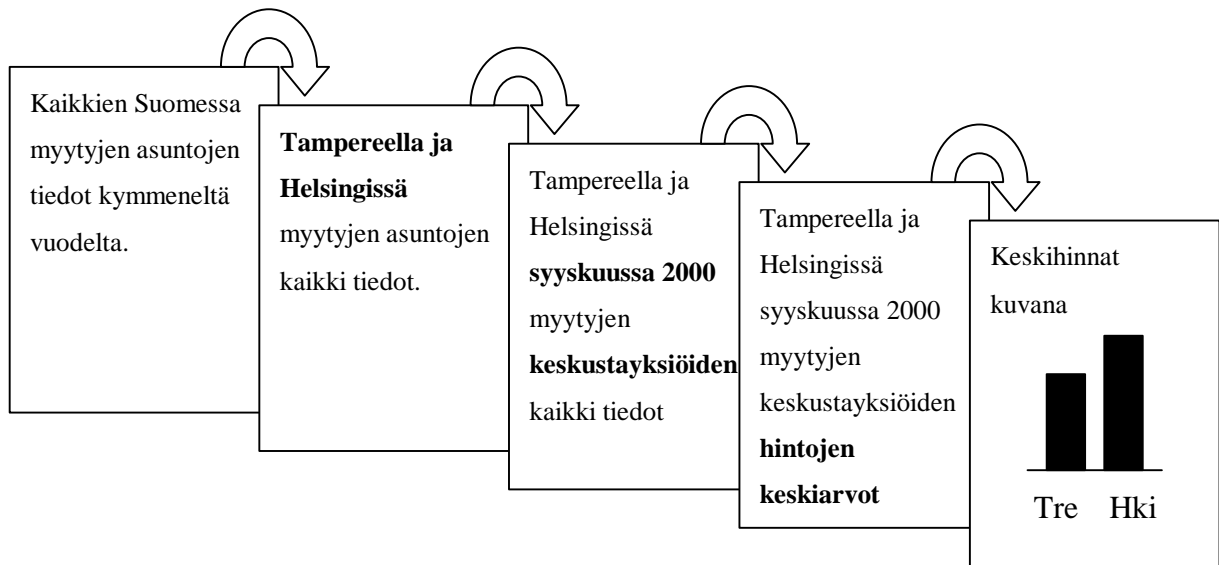 Kaikkien Suomessa
myytyjen asuntojen
tiedot kymmeneltä
vuodelta.
Tampereella ja
Helsingissä
myytyjen asuntojen
kaikki tiedot.
Tampereella ja
Helsingissä
syyskuussa 2000
myytyjen
keskustayksiöiden
kaikki tiedot
Tampereella ja
Helsingissä
syyskuussa 2000
myytyjen
keskustayksiöiden
hintojen
keskiarvot
Keskihinnat
kuvana
Tre Hki